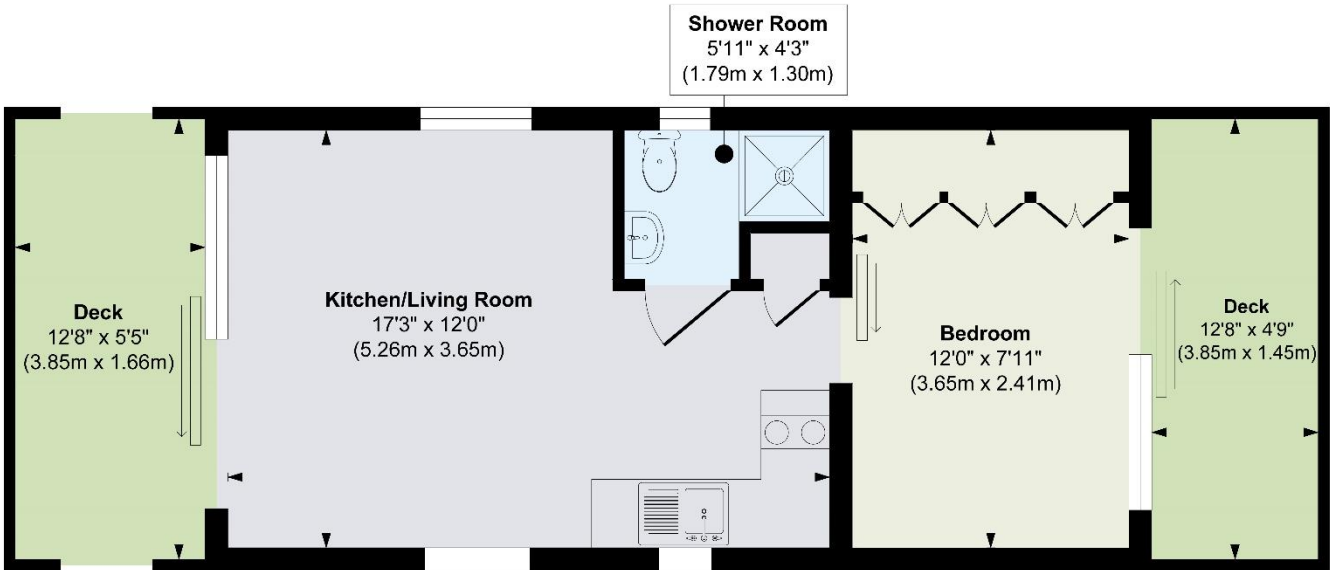 Shower Room
5'11" x 4'3"
(1.79m x 1.30m)
Deck
12'8" x 5'5"
(3.85m x 1.66m)
Kitchen/Living Room
17'3" x 12'0"
(5.26m x 3.65m)
Bedroom
12'0" x 7'11"
(3.65m x 2.41m)
Deck
12'8" x 4'9"
(3.85m x 1.45m)